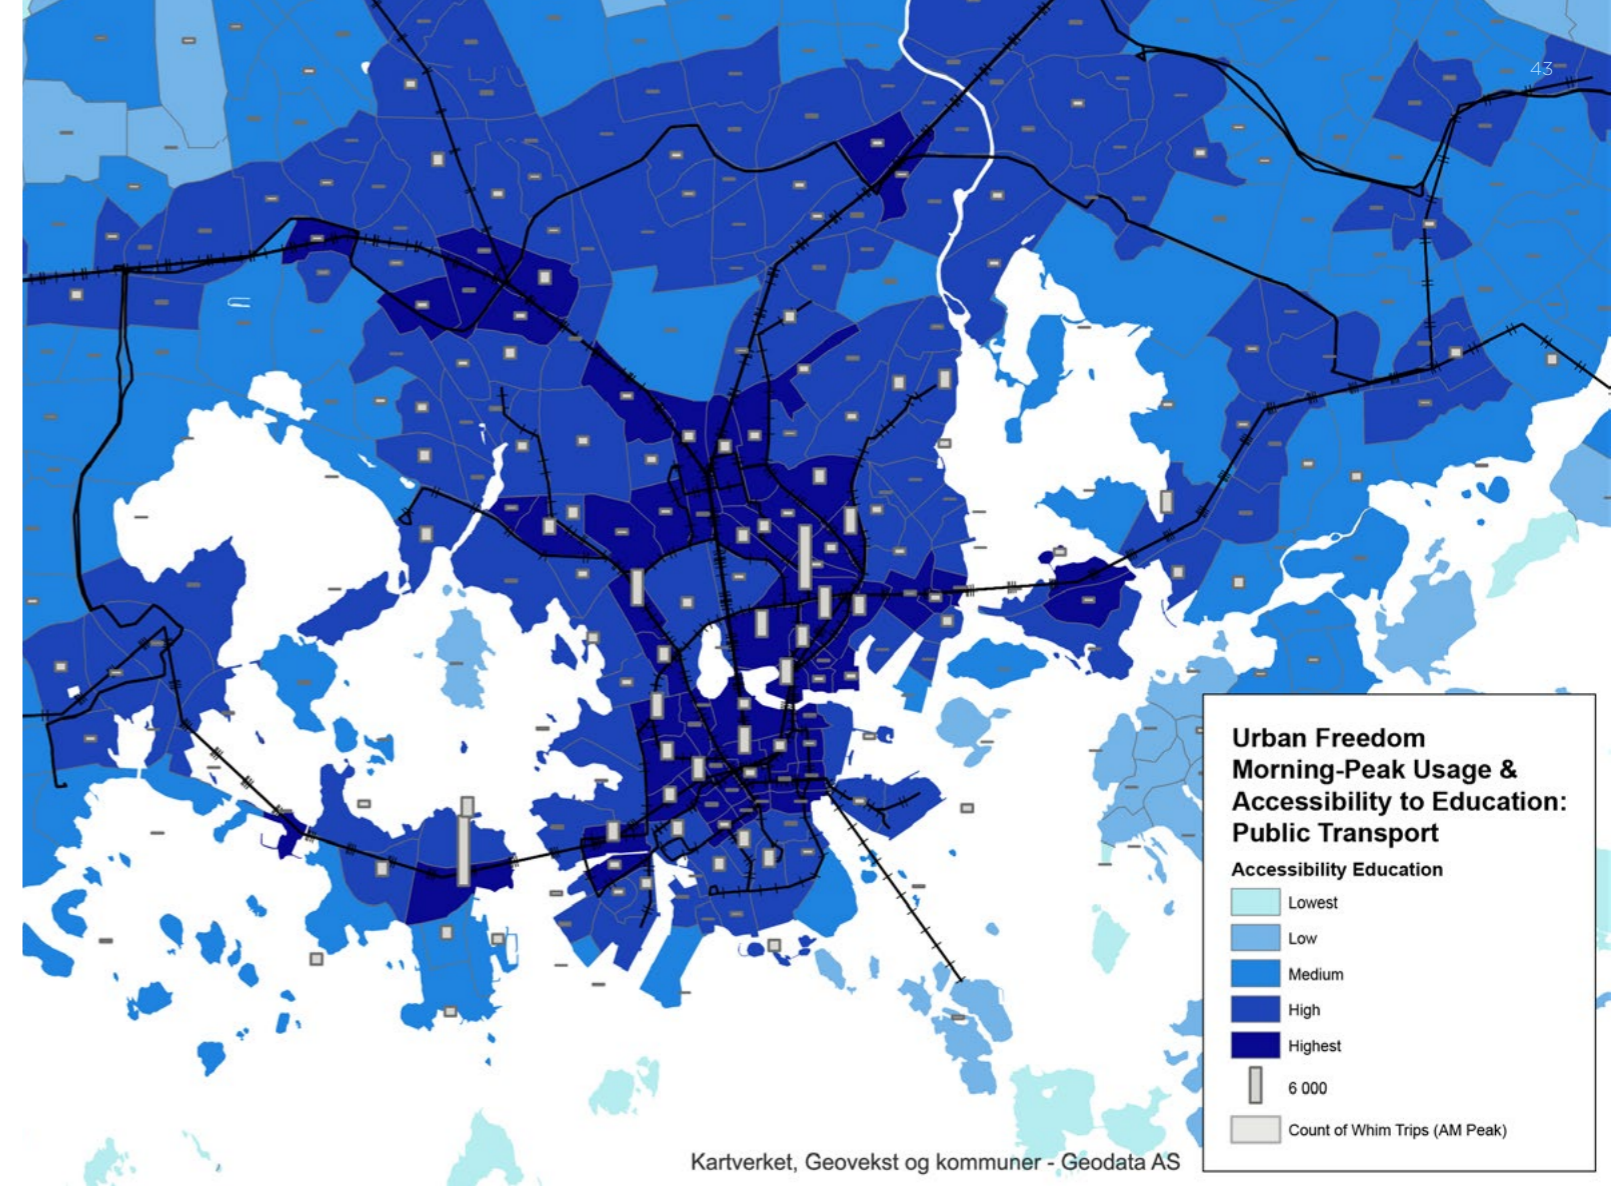 43
Urban Freedom
Morning-Peak Usage &
Accessibility to Education:
Public Transport
Accessibility Education
Lowest
Low
Medium
High
Highest
6 000
Count of Whim Trips (AM Peak)
Kartverket, Geovekst og kommuner - Geodata AS